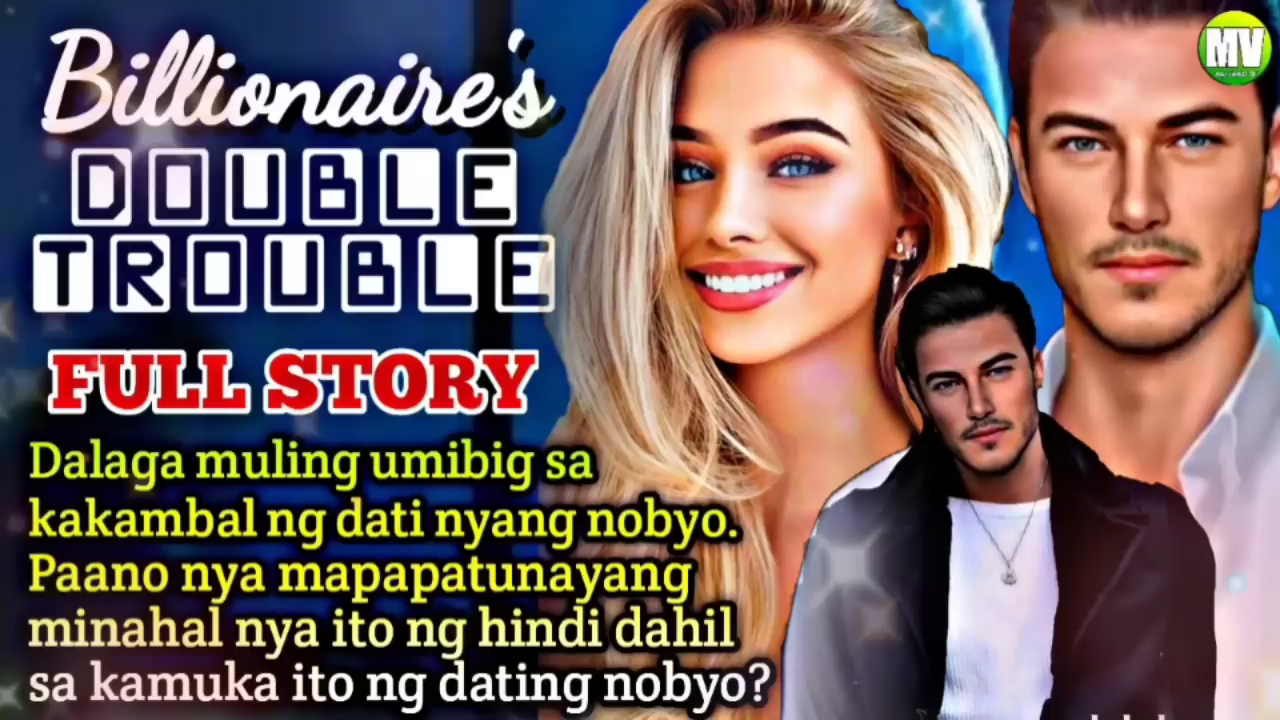 Billionaire's
DOUBLE
TROUBLE
FULL STORY
Dalaga muling umibig sa
kakambal ng dati nyang nobyo.
Paano nya mapapatunayang
minahal nya ito ng hindi dahil
sa kamuka ito ng dating nobyo?
MV